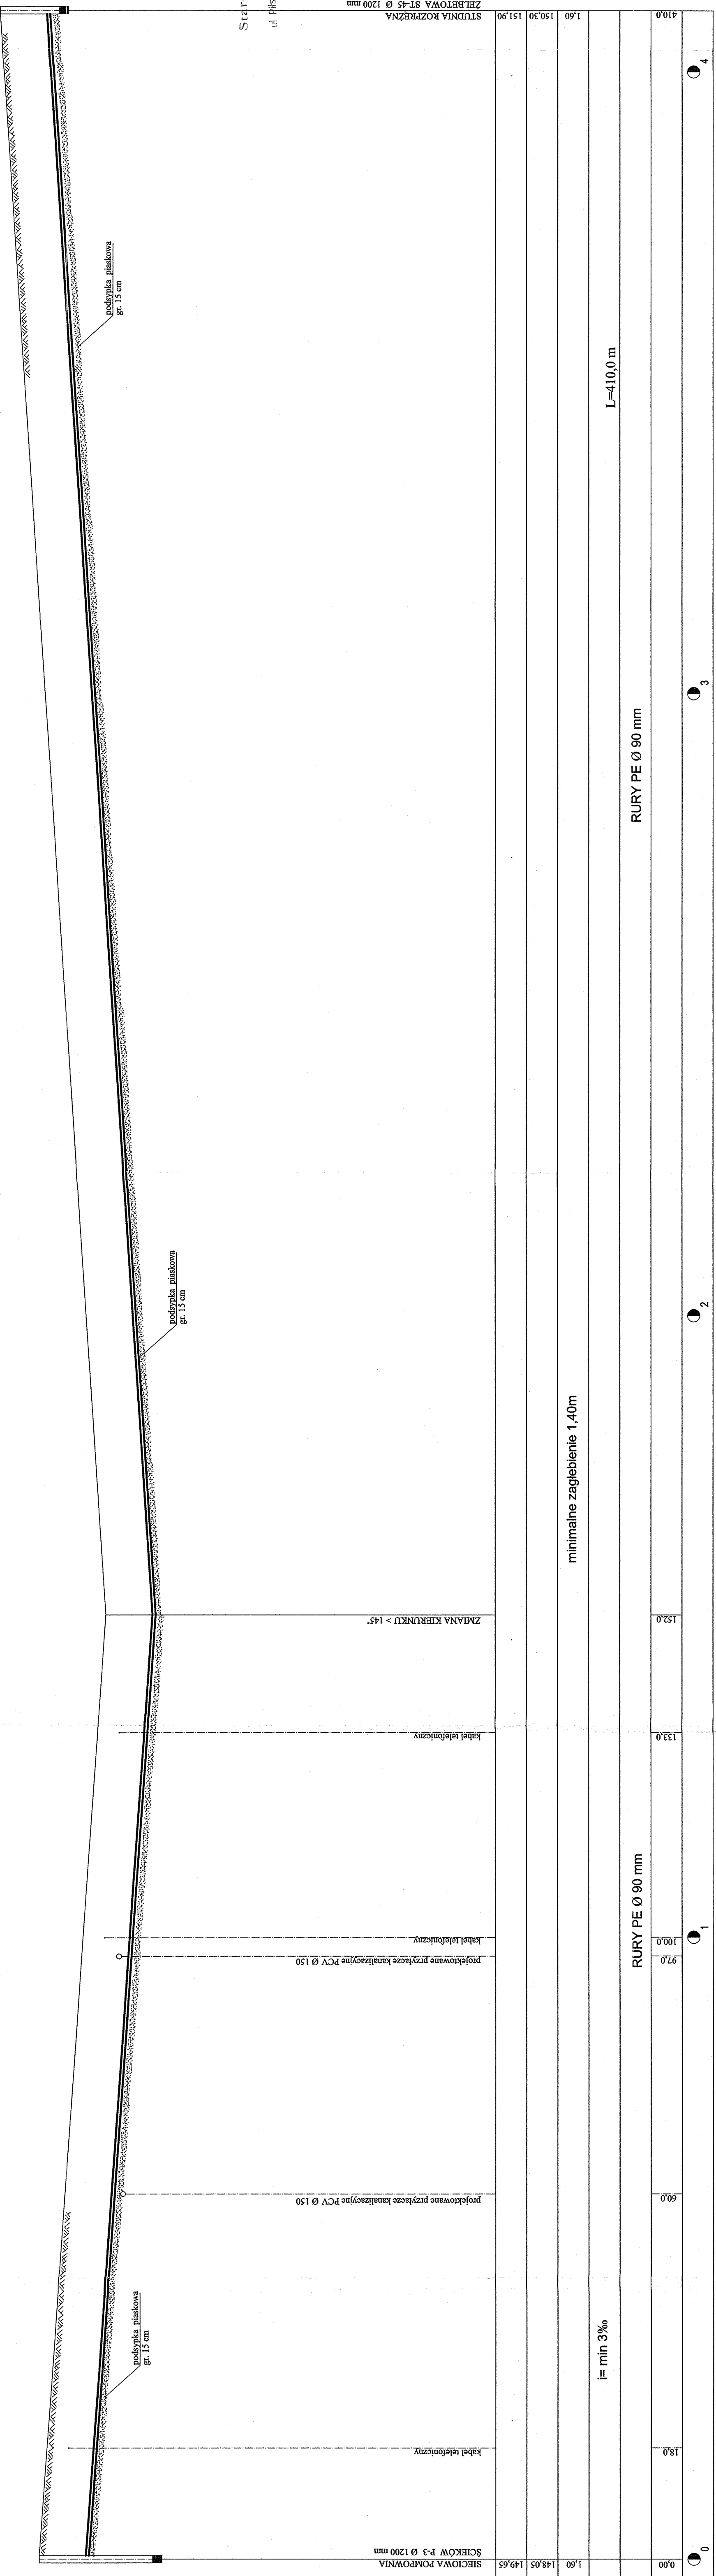 SIECIOWA POMPOWNIA
ŚCIEKÓW P-3 Ø 1200 mm
kabel telefoniczny
projektowane przyłącze kanalizacyjne PCV Ø 150
projektowane przyłącze kanalizacyjne PCV Ø 150
kabel telefoniczny
kabel telefoniczny
ZMIANA KIERUNKU > 145°
STUDNIA ROZPRĘŻNA
ŻELBETOWA ST-45 Ø 1200 mm
podsypka piaskowa
gr. 15 cm
podsypka piaskowa
gr. 15 cm
podsypka piaskowa
gr. 15 cm
149,65
151,90
148,05
150,30
1,60
minimalne zagłebienie 1,40m
1,60
i= min 3‰
L=410,0 m
RURY PE Ø 90 mm
RURY PE Ø 90 mm
0,00
18,0
60,0
97,0
100,0
133,0
152,0
410,0
0
1
2
3
4